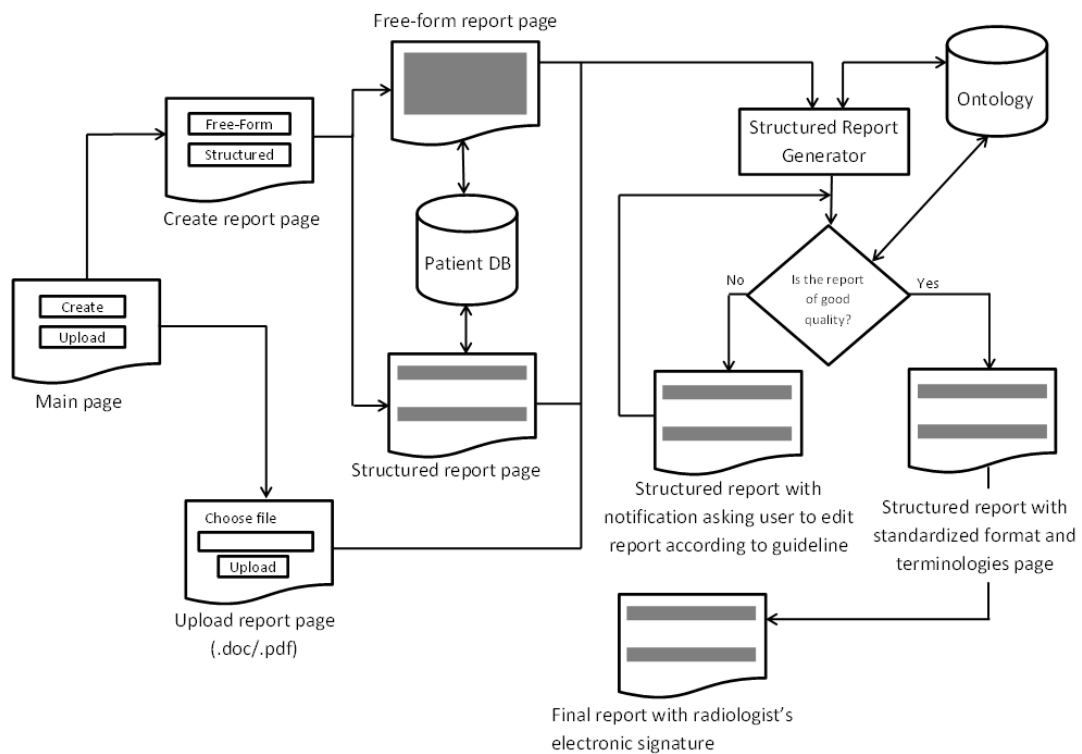 Free-form report page
Free-Form
Structured
Create report page
Create
Upload
Main page
Patient DB
Structured report page
Choose file
Upload
Upload report page
(.doc/.pdf)
Ontology
Structured Report
Generator
Is the report
of good
quality?
No
Yes
Structured report with
notification asking user to edit
report according to guideline
Structured report with
standardized format and
terminologies page
Final report with radiologist’s
electronic signature